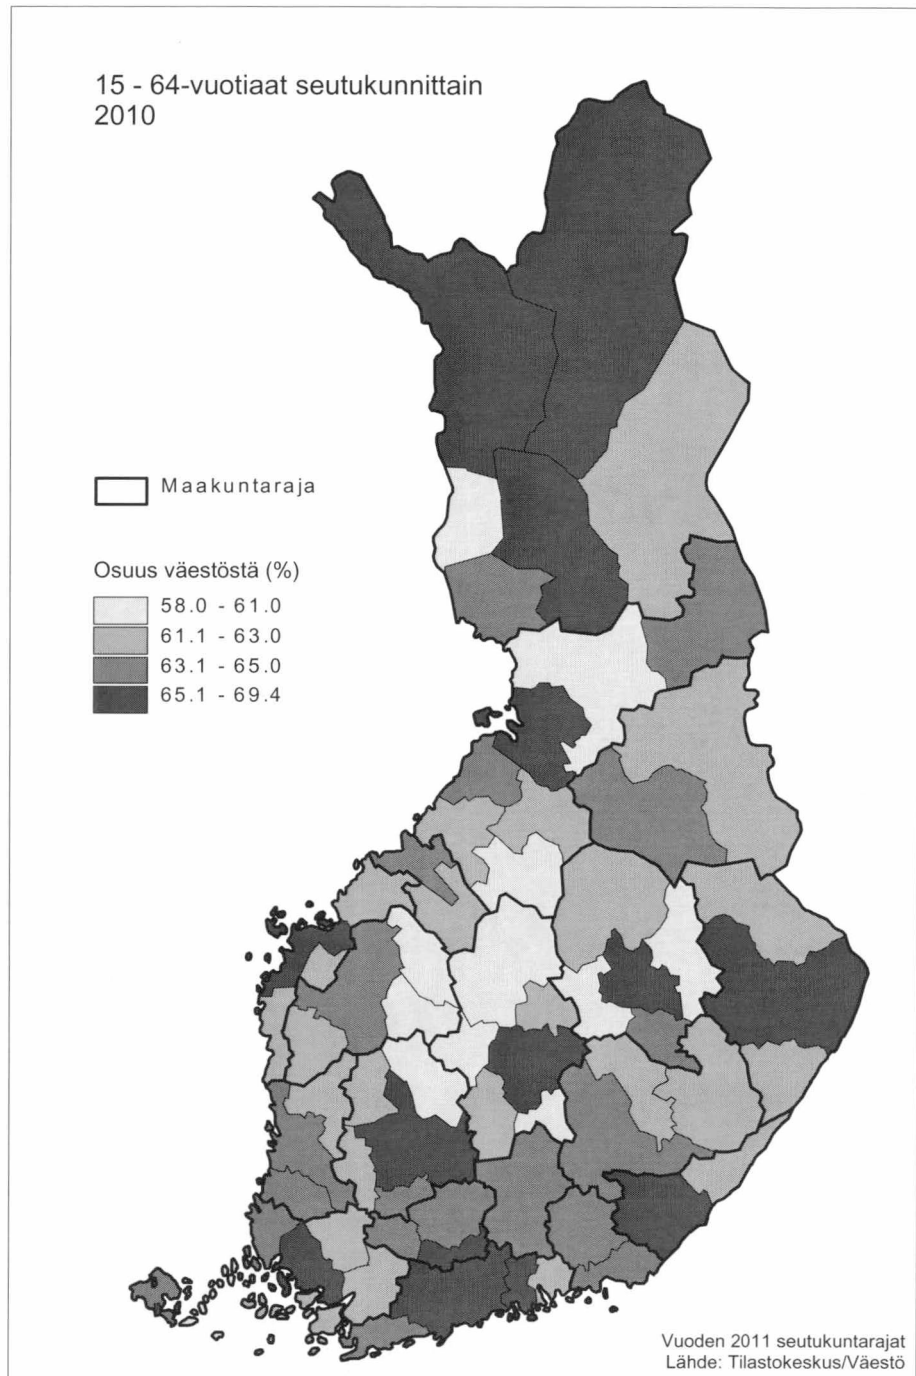 15 - 64-vuotiaat seutukunnittain
2010
Maakuntaraja
Osuus väestöstä (%)
58.0 - 61.0
61.1 - 63.0
63.1 - 65.0
65.1 - 69.4
Vuoden 2011 seutukuntarajat
Lähde: Tilastokeskus/Väestö